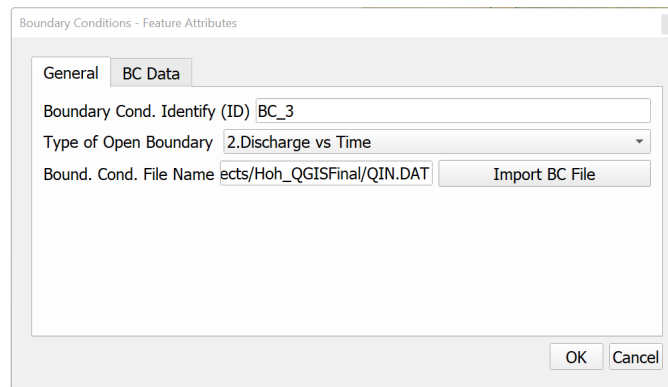 Boundary Conditions - Feature Attributes
General BC Data
Boundary Cond. Identify (ID) BC_3
Type of Open Boundary 2.Discharge vs Time
Bound. Cond. File Name ects/Hoh_QGISFinal/QIN.DAT Import BC File
OK Cancel